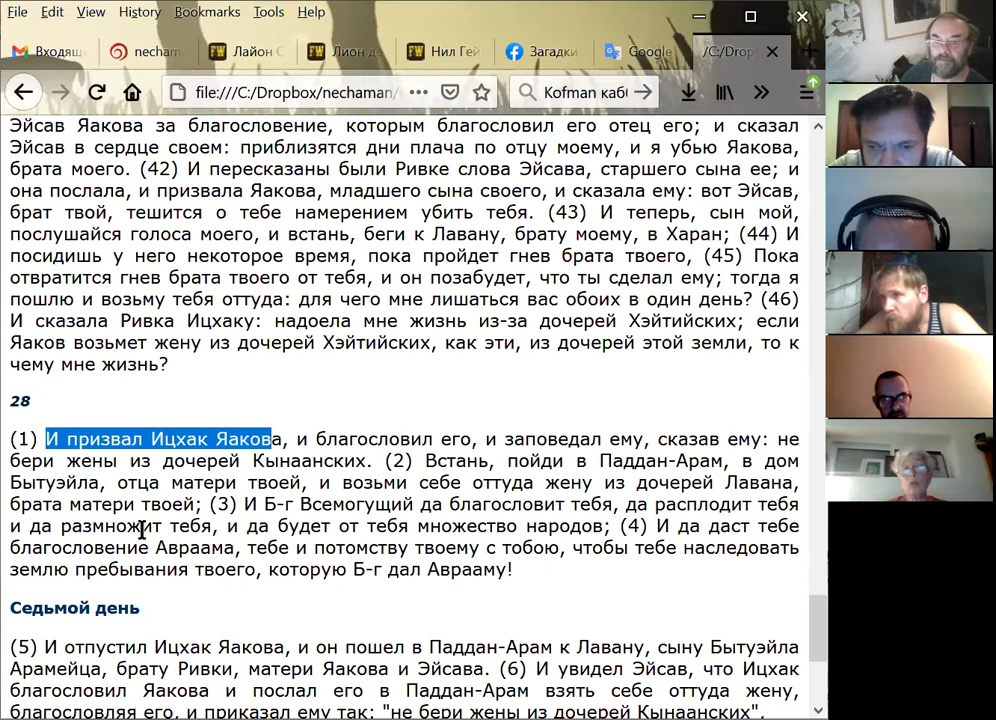 File Edit View History Bookmarks Tools Help
Входящ necham Лайон С Лион де Нил Гей Загадки Google /C:/Drop
file:///C:/Dropbox/nechaman/ Kofman каб
Эйсав Яакова за благословение, которым благословил его отец его; и сказал
Эйсав в сердце своем: приблизятся дни плача по отцу моему, и я убью Яакова,
брата моего. (42) И пересказаны были Ривке слова Эйсава, старшего сына ее; и
она послала, и призвала Яакова, младшего сына своего, и сказала ему: вот Эйсав,
брат твой, тешится о тебе намерением убить тебя. (43) И теперь, сын мой,
послушайся голоса моего, и встань, беги к Лавану, брату моему, в Харан; (44) И
посидишь у него некоторое время, пока пройдет гнев брата твоего, (45) Пока
отвратится гнев брата твоего от тебя, и он позабудет, что ты сделал ему; тогда я
пошлю и возьму тебя оттуда: для чего мне лишаться вас обоих в один день? (46)
И сказала Ривка Ицхаку: надоела мне жизнь из-за дочерей Хэйтийских; если
Яаков возьмет жену из дочерей Хэйтийских, как эти, из дочерей этой земли, то к
чему мне жизнь?
28
(1) И призвал Ицхак Яакова, и благословил его, и заповедал ему, сказав ему: не
бери жены из дочерей Кынаанских. (2) Встань, пойди в Паддан-Арам, в дом
Бытуэйла, отца матери твоей, и возьми себе оттуда жену из дочерей Лавана,
брата матери твоей; (3) И Б-г Всемогущий да благословит тебя, да расплодит тебя
и да размножит тебя, и да будет от тебя множество народов; (4) И да даст тебе
благословение Авраама, тебе и потомству твоему с тобою, чтобы тебе наследовать
землю пребывания твоего, которую Б-г дал Аврааму!
Седьмой день
(5) И отпустил Ицхак Яакова, и он пошел в Паддан-Арам к Лавану, сыну Бытуэйла
Арамейца, брату Ривки, матери Яакова и Эйсава. (6) И увидел Эйсав, что Ицхак
благословил Яакова и послал его в Паддан-Арам взять себе оттуда жену,
благословляя его, и приказал ему так: "не бери жены из дочерей Кынаанских",